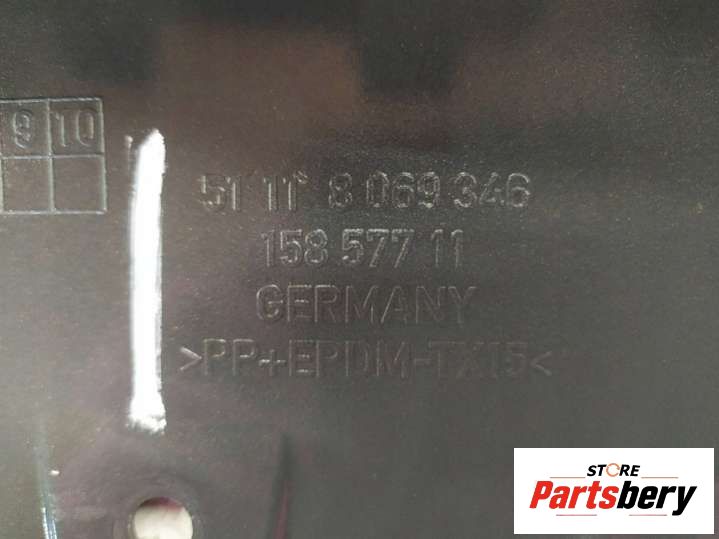 9 10
51 11 8 069 346
158 577 11
GERMANY
>PP+EPDM-TX15<
STORE
Partsbery